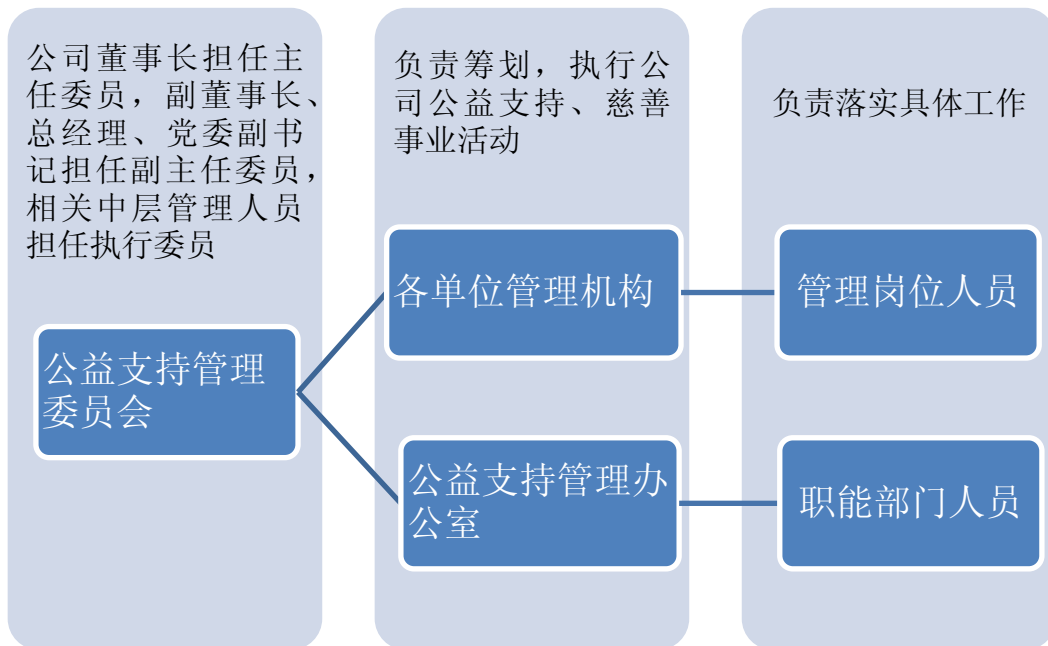 公司董事长担任主
任委员，副董事长、
总经理、党委副书
记担任副主任委员，
相关中层管理人员
担任执行委员
公益支持管理
委员会
负责筹划，执行公
司公益支持、慈善
事业活动
各单位管理机构
公益支持管理办
公室
负责落实具体工作
管理岗位人员
职能部门人员